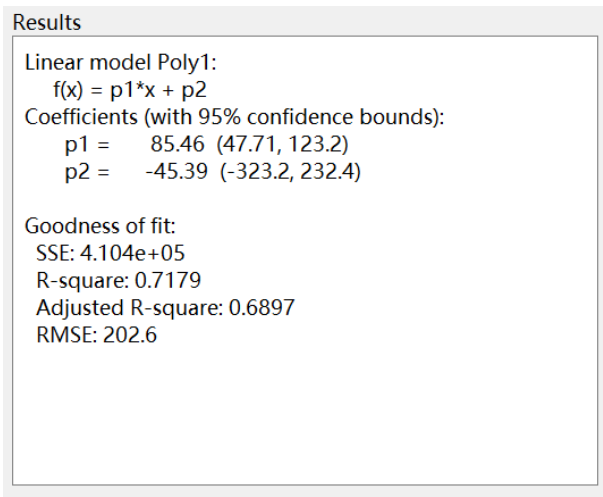 Results
Linear model Poly1:
f(x) = p1*x + p2
Coefficients (with 95% confidence bounds):
p1 = 85.46 (47.71, 123.2)
p2 = -45.39 (-323.2, 232.4)
Goodness of fit:
SSE: 4.104e+05
R-square: 0.7179
Adjusted R-square: 0.6897
RMSE: 202.6